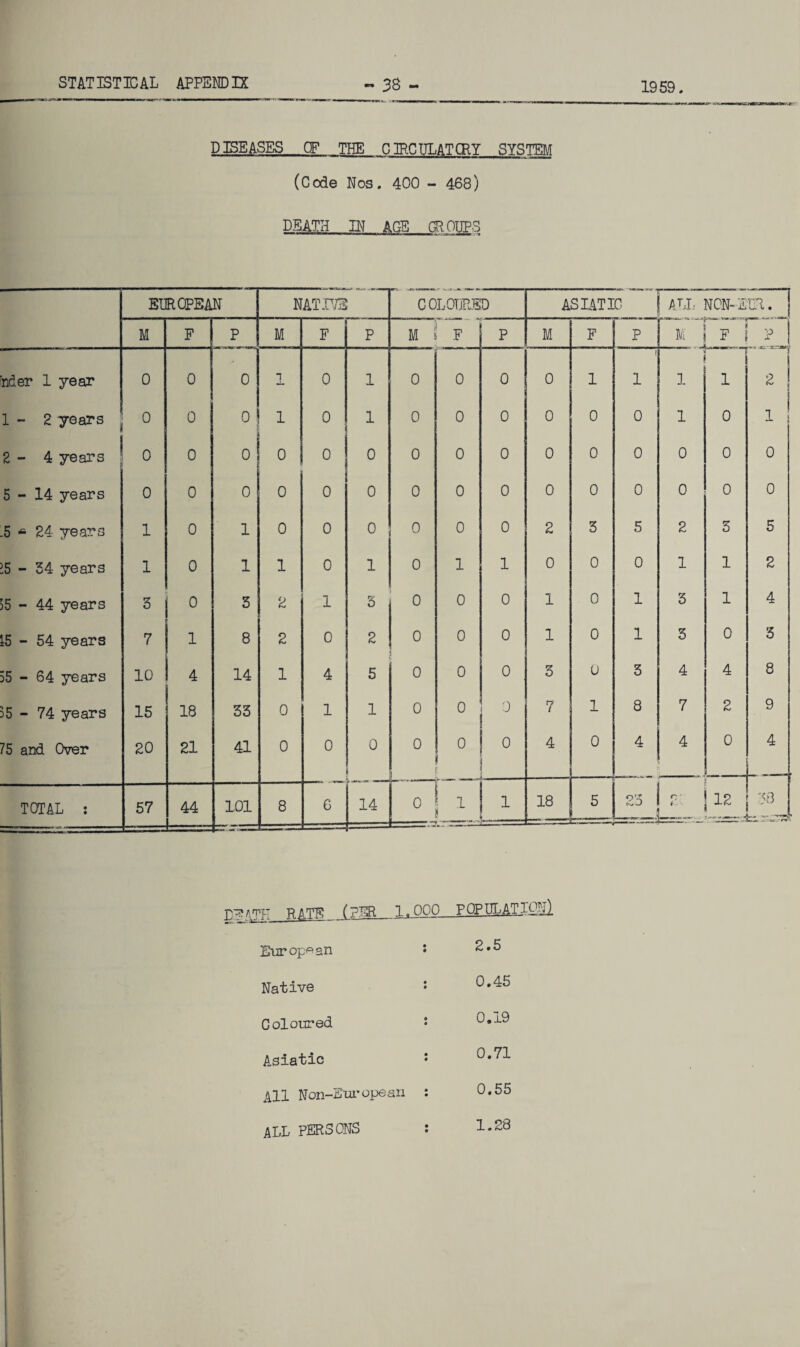 STATISTICAL APPENDIX - 38 - 1959.
DISEASES OF THE CIRCULATORY SYSTEM
(Code Nos. 400 - 468)
DEATH IN AGE GROUPS
EUROPEAN NATIVE COLOURED ASIATIC ALL NON-EUR.
M F P M F P M F P M F P M F P
nder 1 year 0 0 0 1 0 1 0 0 0 0 1 1 1 1 2
1 - 2 years 0 0 0 1 0 1 0 0 0 0 0 0 1 0 1
2 - 4 years 0 0 0 0 0 0 0 0 0 0 0 0 0 0 0
5 - 14 years 0 0 0 0 0 0 0 0 0 0 0 0 0 0 0
5 - 24 years 1 0 1 0 0 0 0 0 0 2 3 5 2 3 5
25 - 34 years 1 0 1 1 0 1 0 1 1 0 0 0 1 1 2
35 - 44 years 3 0 3 2 1 3 0 0 0 1 0 1 3 1 4
45 - 54 years 7 1 8 2 0 2 0 0 0 1 0 1 3 0 3
55 - 64 years 10 4 14 1 4 5 0 0 0 3 0 3 4 4 8
65 - 74 years 15 18 33 0 1 1 0 0 0 7 1 8 7 2 9
75 and Over 20 21 41 0 0 0 0 0 0 4 0 4 4 0 4
TOTAL : 57 44 101 8 6 14 0 1 1 18 5 23 12 38
DEATH RATE (PER 1,000 POPULATION)
European : 2.5
Native : 0.45
Coloured : 0.19
Asiatic : 0.71
All Non-European : 0.55
ALL PERSONS : 1.28